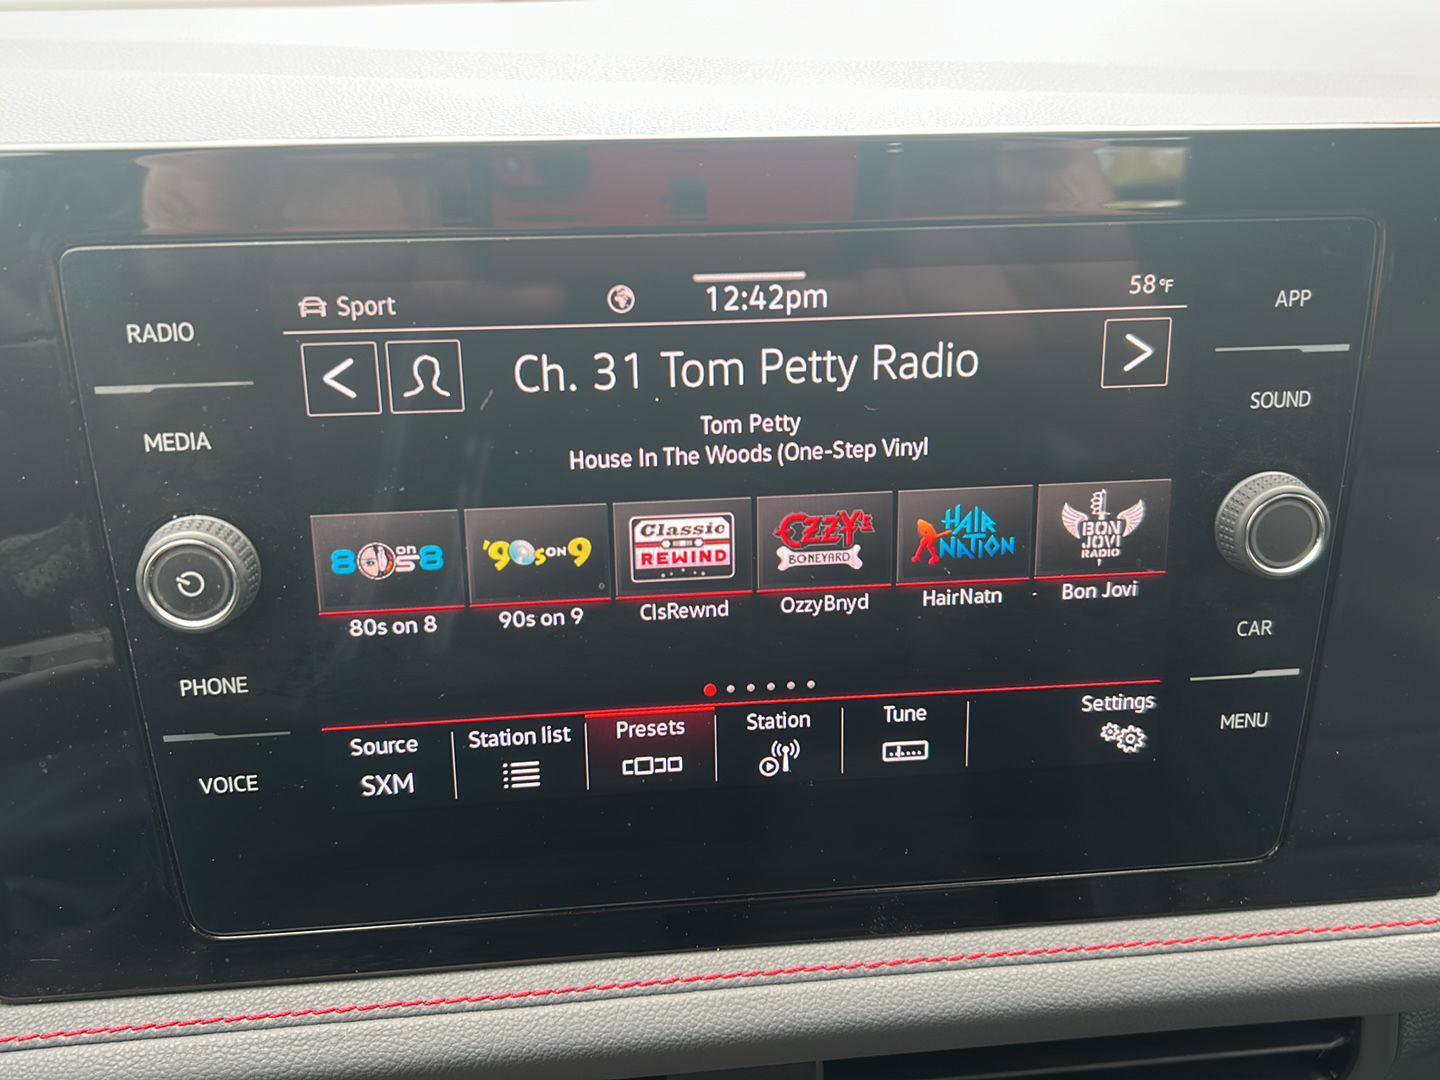 RADIO
MEDIA
PHONE
VOICE
Sport
12:42pm
58°F
Ch. 31 Tom Petty Radio
Tom Petty
House In The Woods (One-Step Vinyl
8 on 80s 8
'90s ON 9
Classic
REWIND
OZZY'S
BONEYARD
HAIR
NATION
BON
JOVI
RADIO
80s on 8
90s on 9
ClsRewnd
OzzyBnyd
HairNatn
Bon Jovi
Source
SXM
Station list
Presets
Station
Tune
Settings
APP
SOUND
CAR
MENU